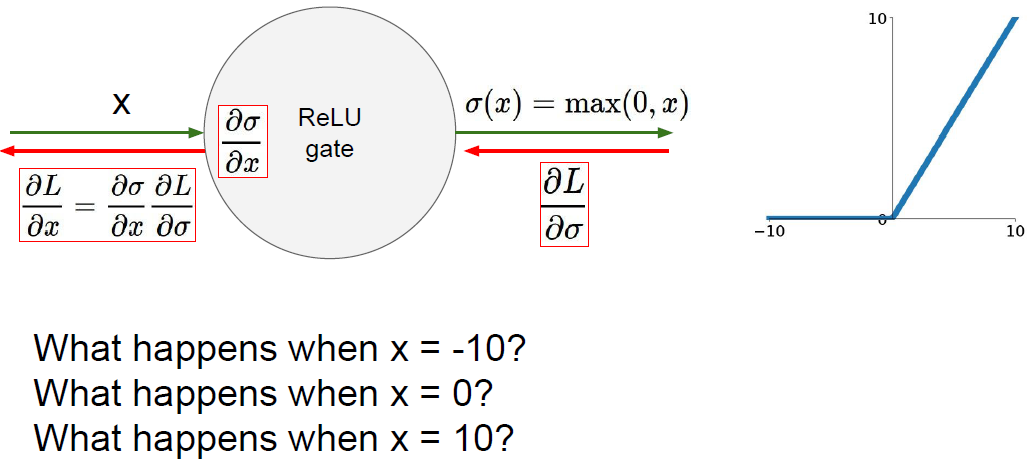 x
∂σ/∂x
ReLU
gate
σ(x) = max(0, x)
∂L/∂x = ∂σ/∂x ∂L/∂σ
∂L/∂σ
10
0
−10
10
What happens when x = -10?
What happens when x = 0?
What happens when x = 10?